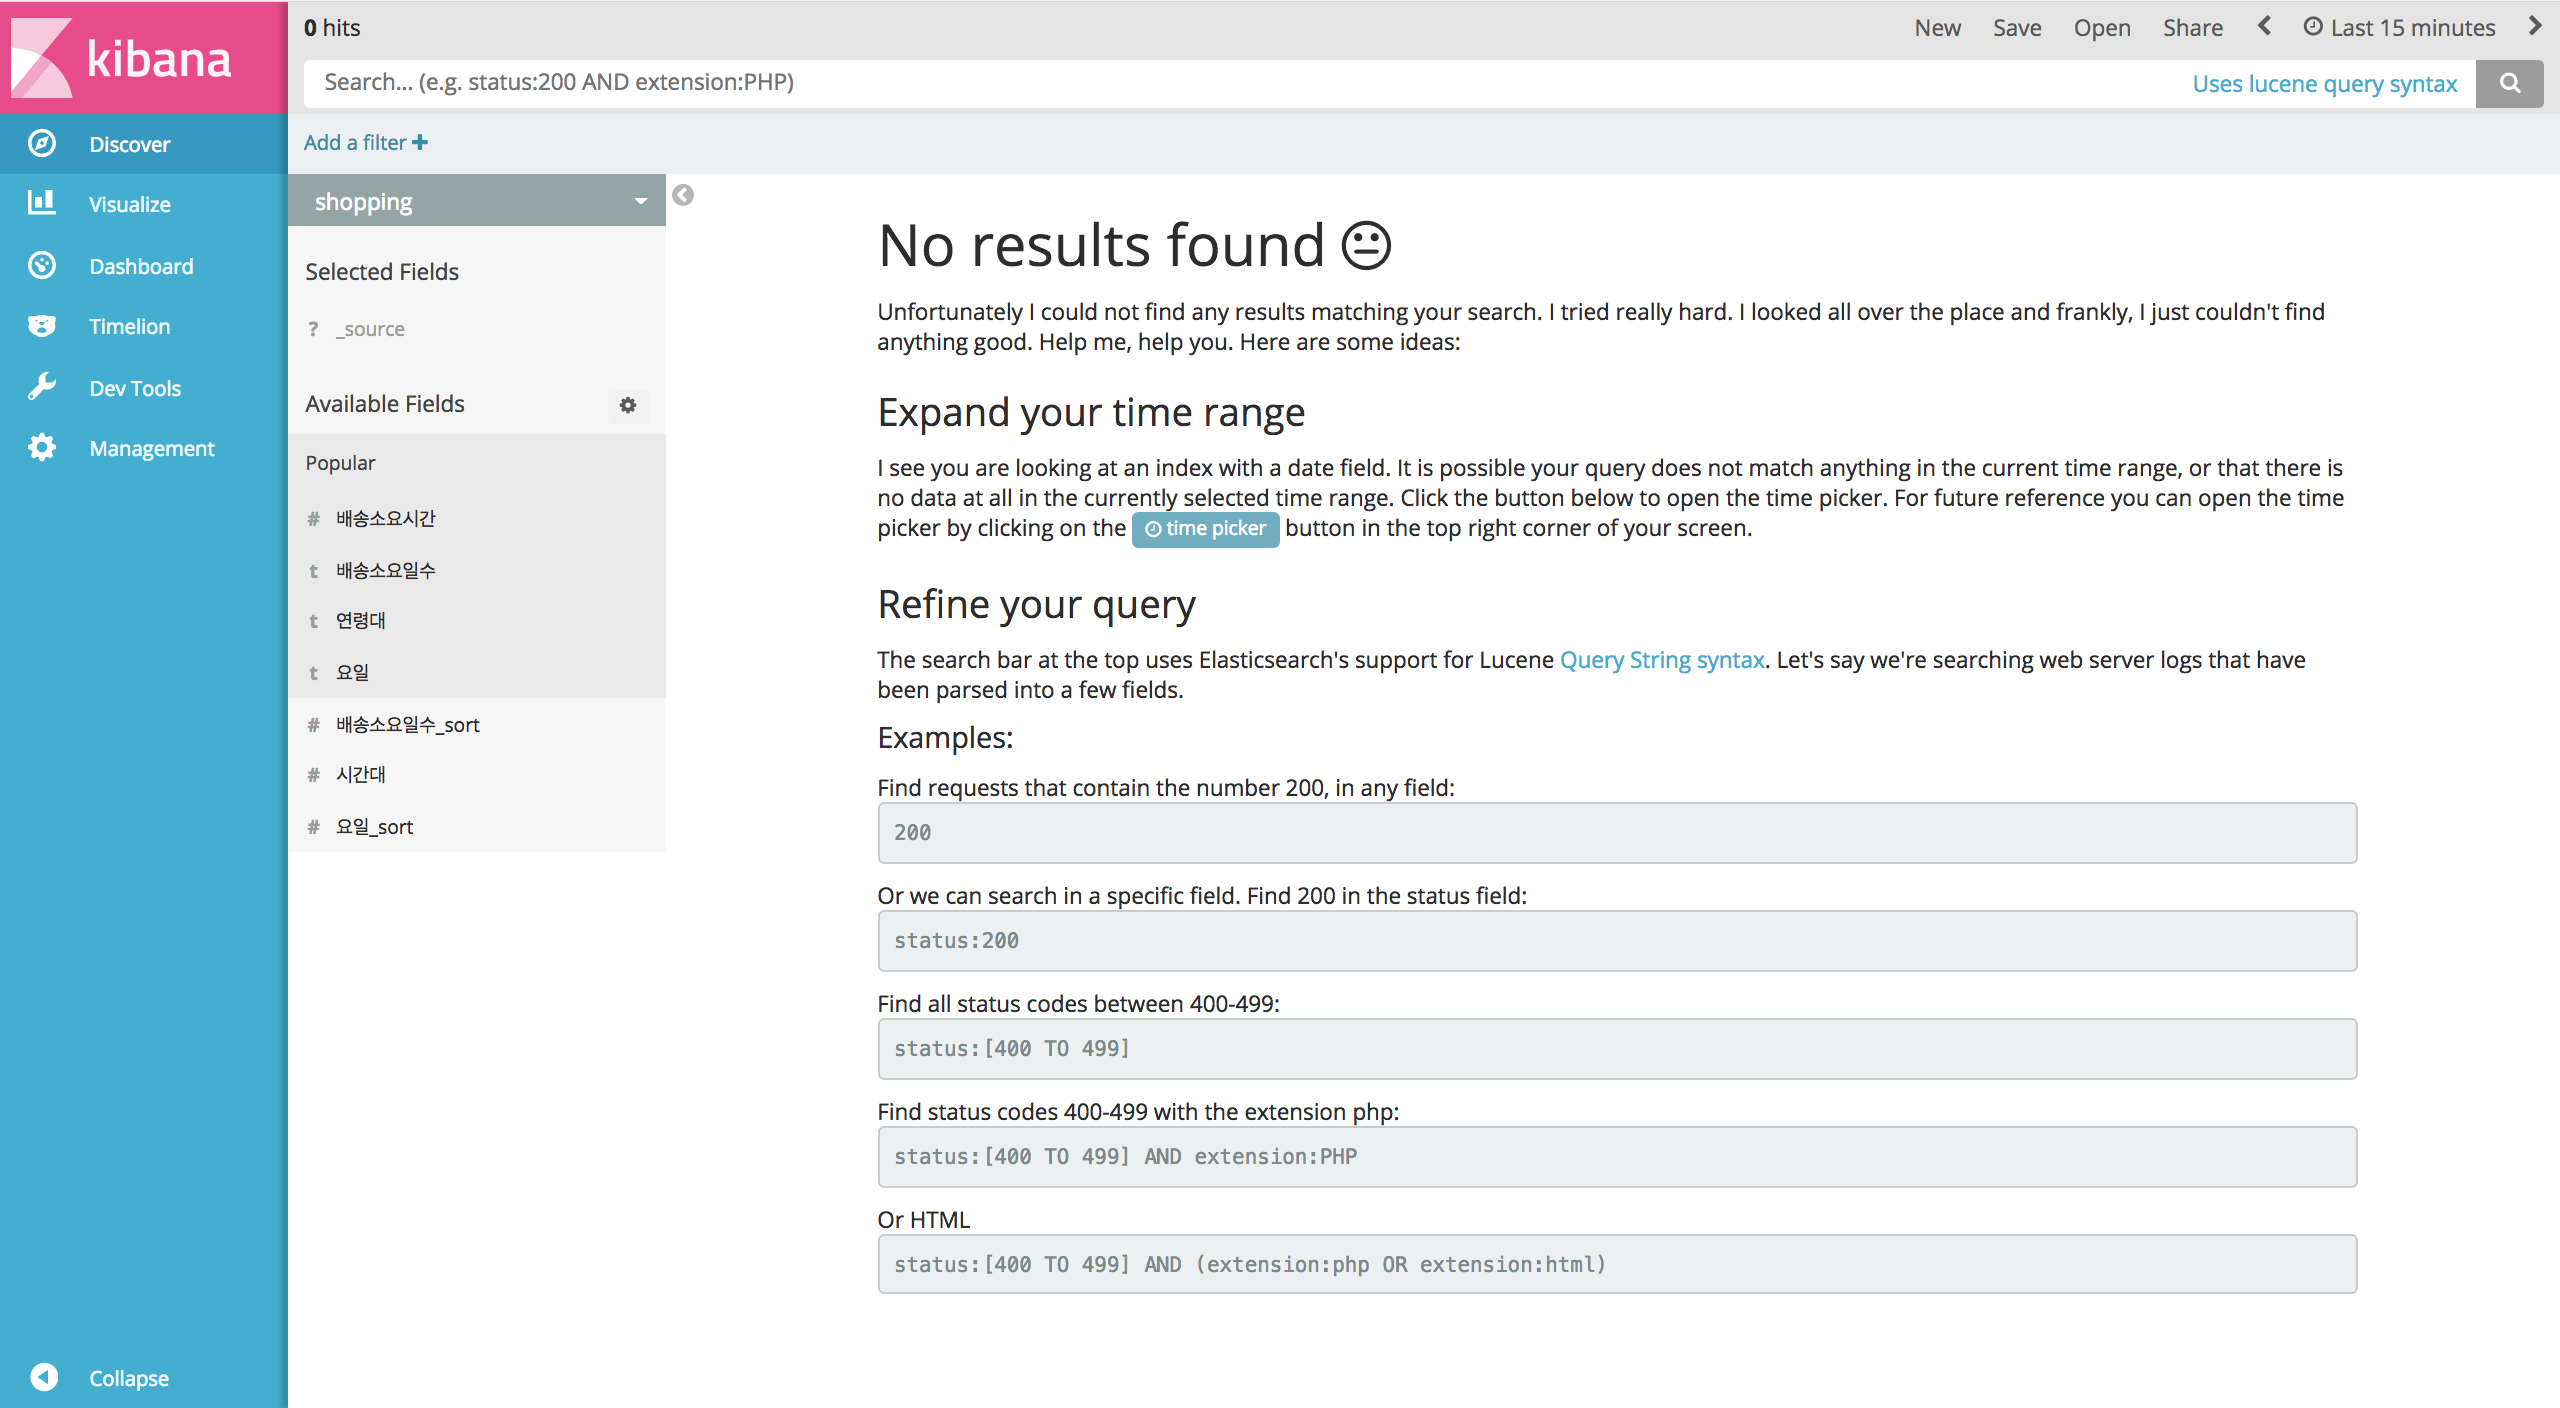 kibana
Discover
Visualize
Dashboard
Timelion
Dev Tools
Management
Collapse
0 hits
New Save Open Share Last 15 minutes
Search... (e.g. status:200 AND extension:PHP) Uses lucene query syntax
Add a filter
shopping
Selected Fields
? _source
Available Fields
Popular
# 배송소요시간
t 배송소요일수
t 연령대
t 요일
# 배송소요일수_sort
# 시간대
# 요일_sort
No results found
Unfortunately I could not find any results matching your search. I tried really hard. I looked all over the place and frankly, I just couldn't find
anything good. Help me, help you. Here are some ideas:
Expand your time range
I see you are looking at an index with a date field. It is possible your query does not match anything in the current time range, or that there is
no data at all in the currently selected time range. Click the button below to open the time picker. For future reference you can open the time
picker by clicking on the time picker button in the top right corner of your screen.
Refine your query
The search bar at the top uses Elasticsearch's support for Lucene Query String syntax. Let's say we're searching web server logs that have
been parsed into a few fields.
Examples:
Find requests that contain the number 200, in any field:
200
Or we can search in a specific field. Find 200 in the status field:
status:200
Find all status codes between 400-499:
status:[400 TO 499]
Find status codes 400-499 with the extension php:
status:[400 TO 499] AND extension:PHP
Or HTML
status:[400 TO 499] AND (extension:php OR extension:html)